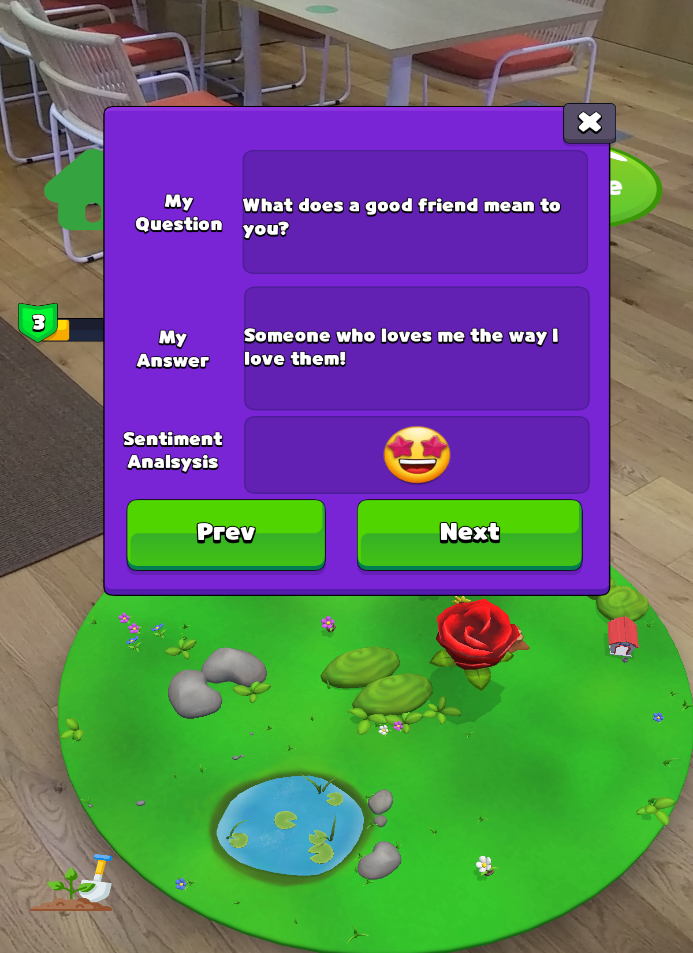 My
Question
What does a good friend mean to
you?
3
My
Answer
Someone who loves me the way I
love them!
Sentiment
Analsysis
Prev
Next